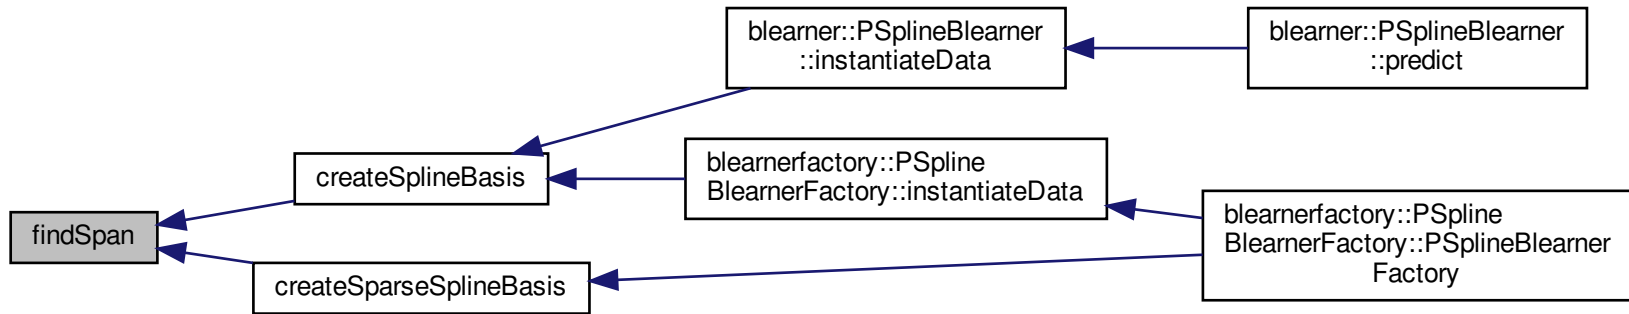 blearner::PSplineBlearner
::instantiateData
blearner::PSplineBlearner
::predict
createSplineBasis
blearnerfactory::PSpline
BlearnerFactory::instantiateData
blearnerfactory::PSpline
BlearnerFactory::PSplineBlearner
Factory
findSpan
createSparseSplineBasis